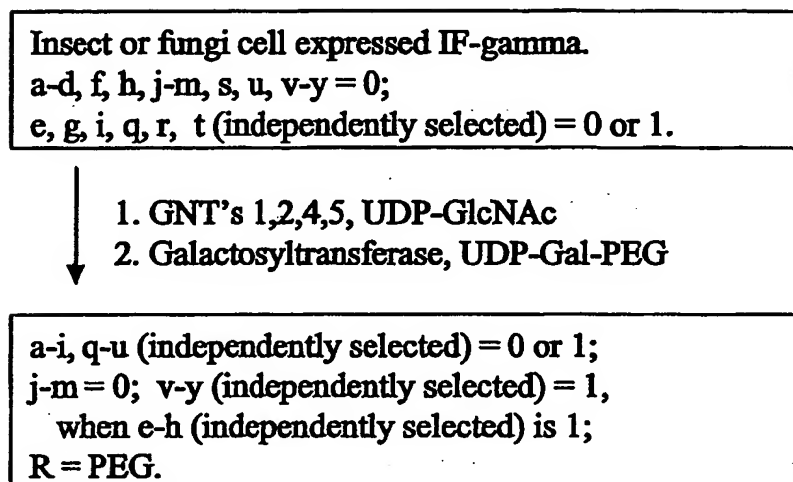 Insect or fungi cell expressed IF-gamma.
a-d, f, h, j-m, s, u, v-y = 0;
e, g, i, q, r, t (independently selected) = 0 or 1.
1. GNT's 1,2,4,5, UDP-GlcNAc
2. Galactosyltransferase, UDP-Gal-PEG
a-i, q-u (independently selected) = 0 or 1;
j-m = 0; v-y (independently selected) = 1,
when e-h (independently selected) is 1;
R = PEG.